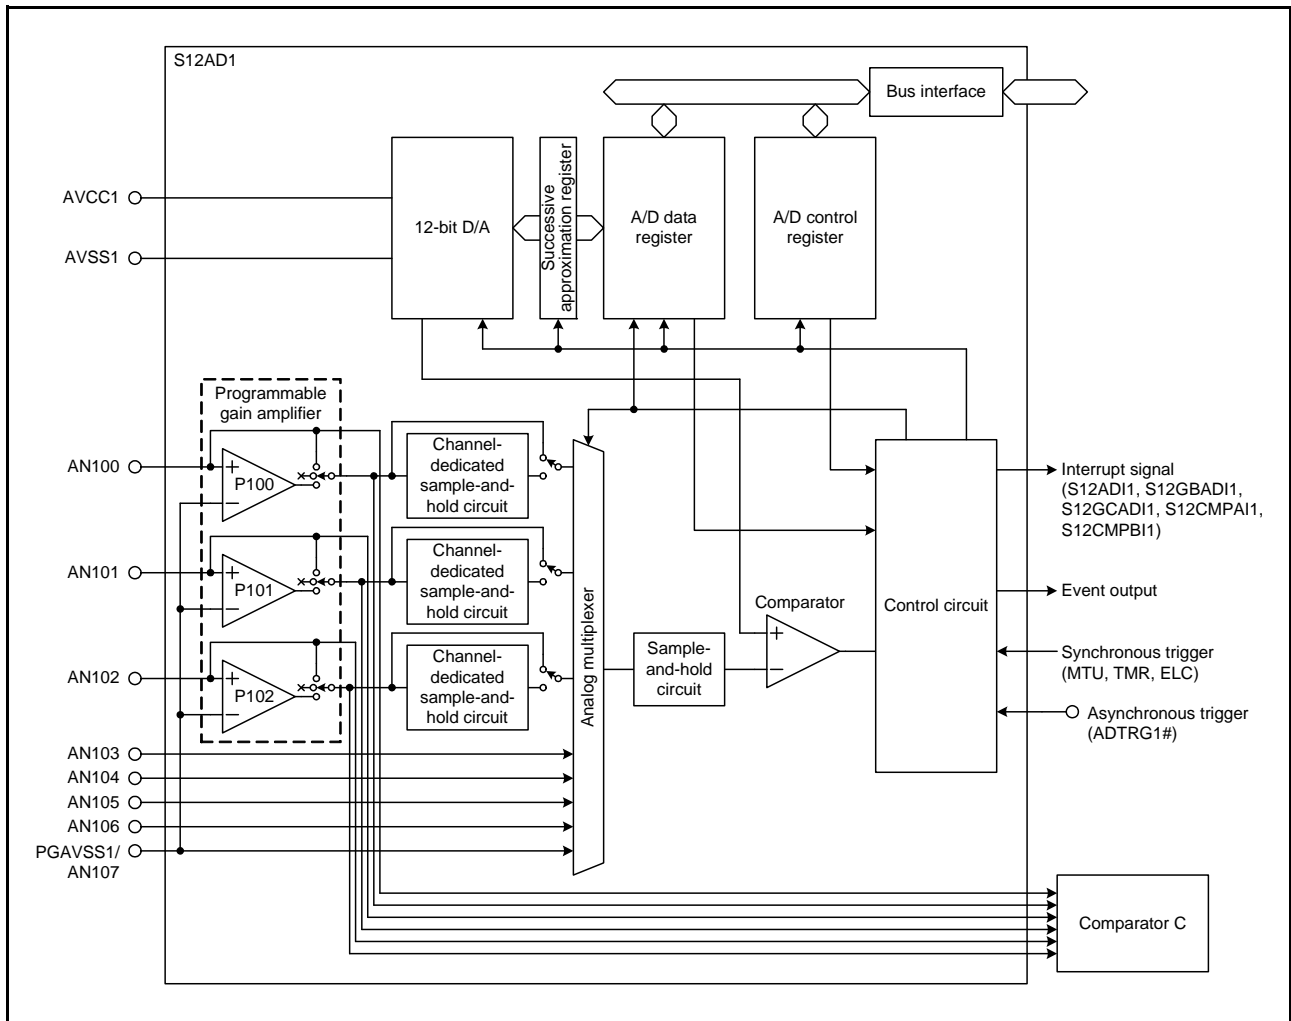 S12AD1
Bus interface
AVCC1
AVSS1
12-bit D/A
Successive
approximation register
A/D data
register
A/D control
register
Programmable
gain amplifier
AN100
+
P100
−
Channel-
dedicated
sample-and-
hold circuit
AN101
+
P101
−
Channel-
dedicated
sample-and-
hold circuit
AN102
+
P102
−
Channel-
dedicated
sample-and-
hold circuit
AN103
AN104
AN105
AN106
PGAVSS1/
AN107
Analog multiplexer
Sample-
and-hold
circuit
Comparator
+
−
Control circuit
Interrupt signal
(S12ADI1, S12GBADI1,
S12GCADI1, S12CMPAI1,
S12CMPBI1)
Event output
Synchronous trigger
(MTU, TMR, ELC)
Asynchronous trigger
(ADTRG1#)
Comparator C